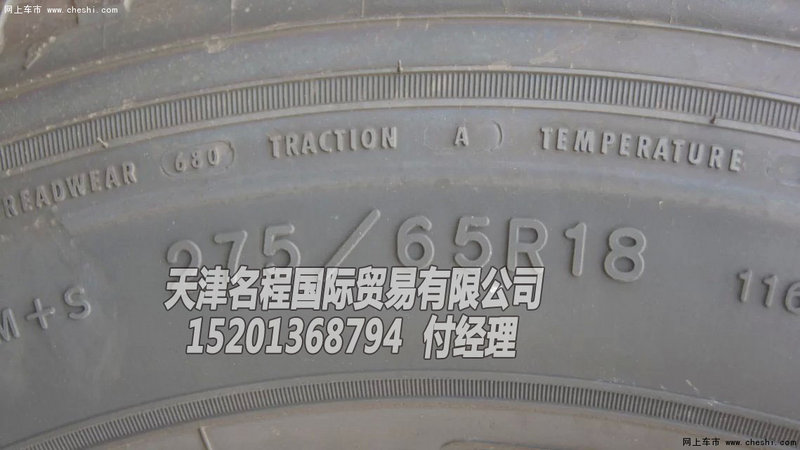 网上车市 www.cheshi.com
READWEAR 680 TRACTION A TEMPERATURE
275/65R18
M+S
116
天津名程国际贸易有限公司
15201368794 付经理
网上车市 www.cheshi.com